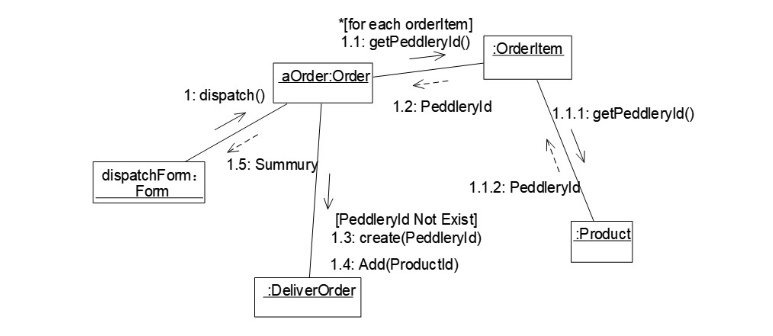 *[for each orderItem]
1.1: getPeddleryId()
:OrderItem
aOrder:Order
1: dispatch()
1.2: PeddleryId
1.1.1: getPeddleryId()
1.5: Summury
dispatchForm：
Form
1.1.2: PeddleryId
[PeddleryId Not Exist]
1.3: create(PeddleryId)
:Product
1.4: Add(ProductId)
:DeliverOrder